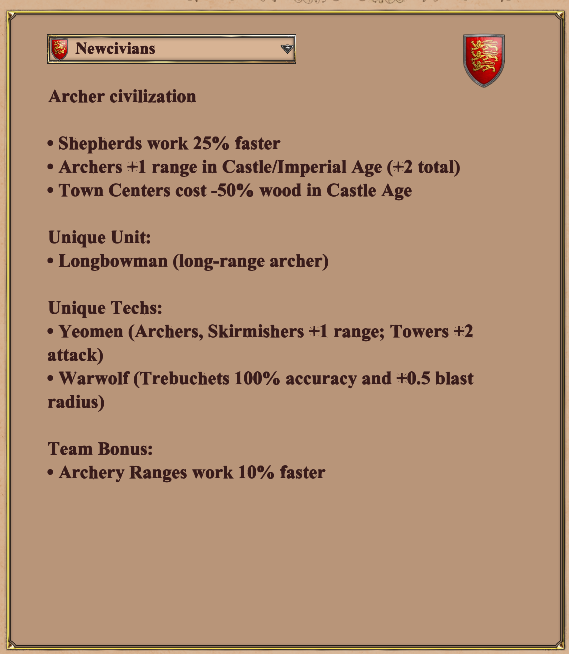 Newcivians
Archer civilization
• Shepherds work 25% faster
• Archers +1 range in Castle/Imperial Age (+2 total)
• Town Centers cost -50% wood in Castle Age
Unique Unit:
• Longbowman (long-range archer)
Unique Techs:
• Yeomen (Archers, Skirmishers +1 range; Towers +2
attack)
• Warwolf (Trebuchets 100% accuracy and +0.5 blast
radius)
Team Bonus:
• Archery Ranges work 10% faster